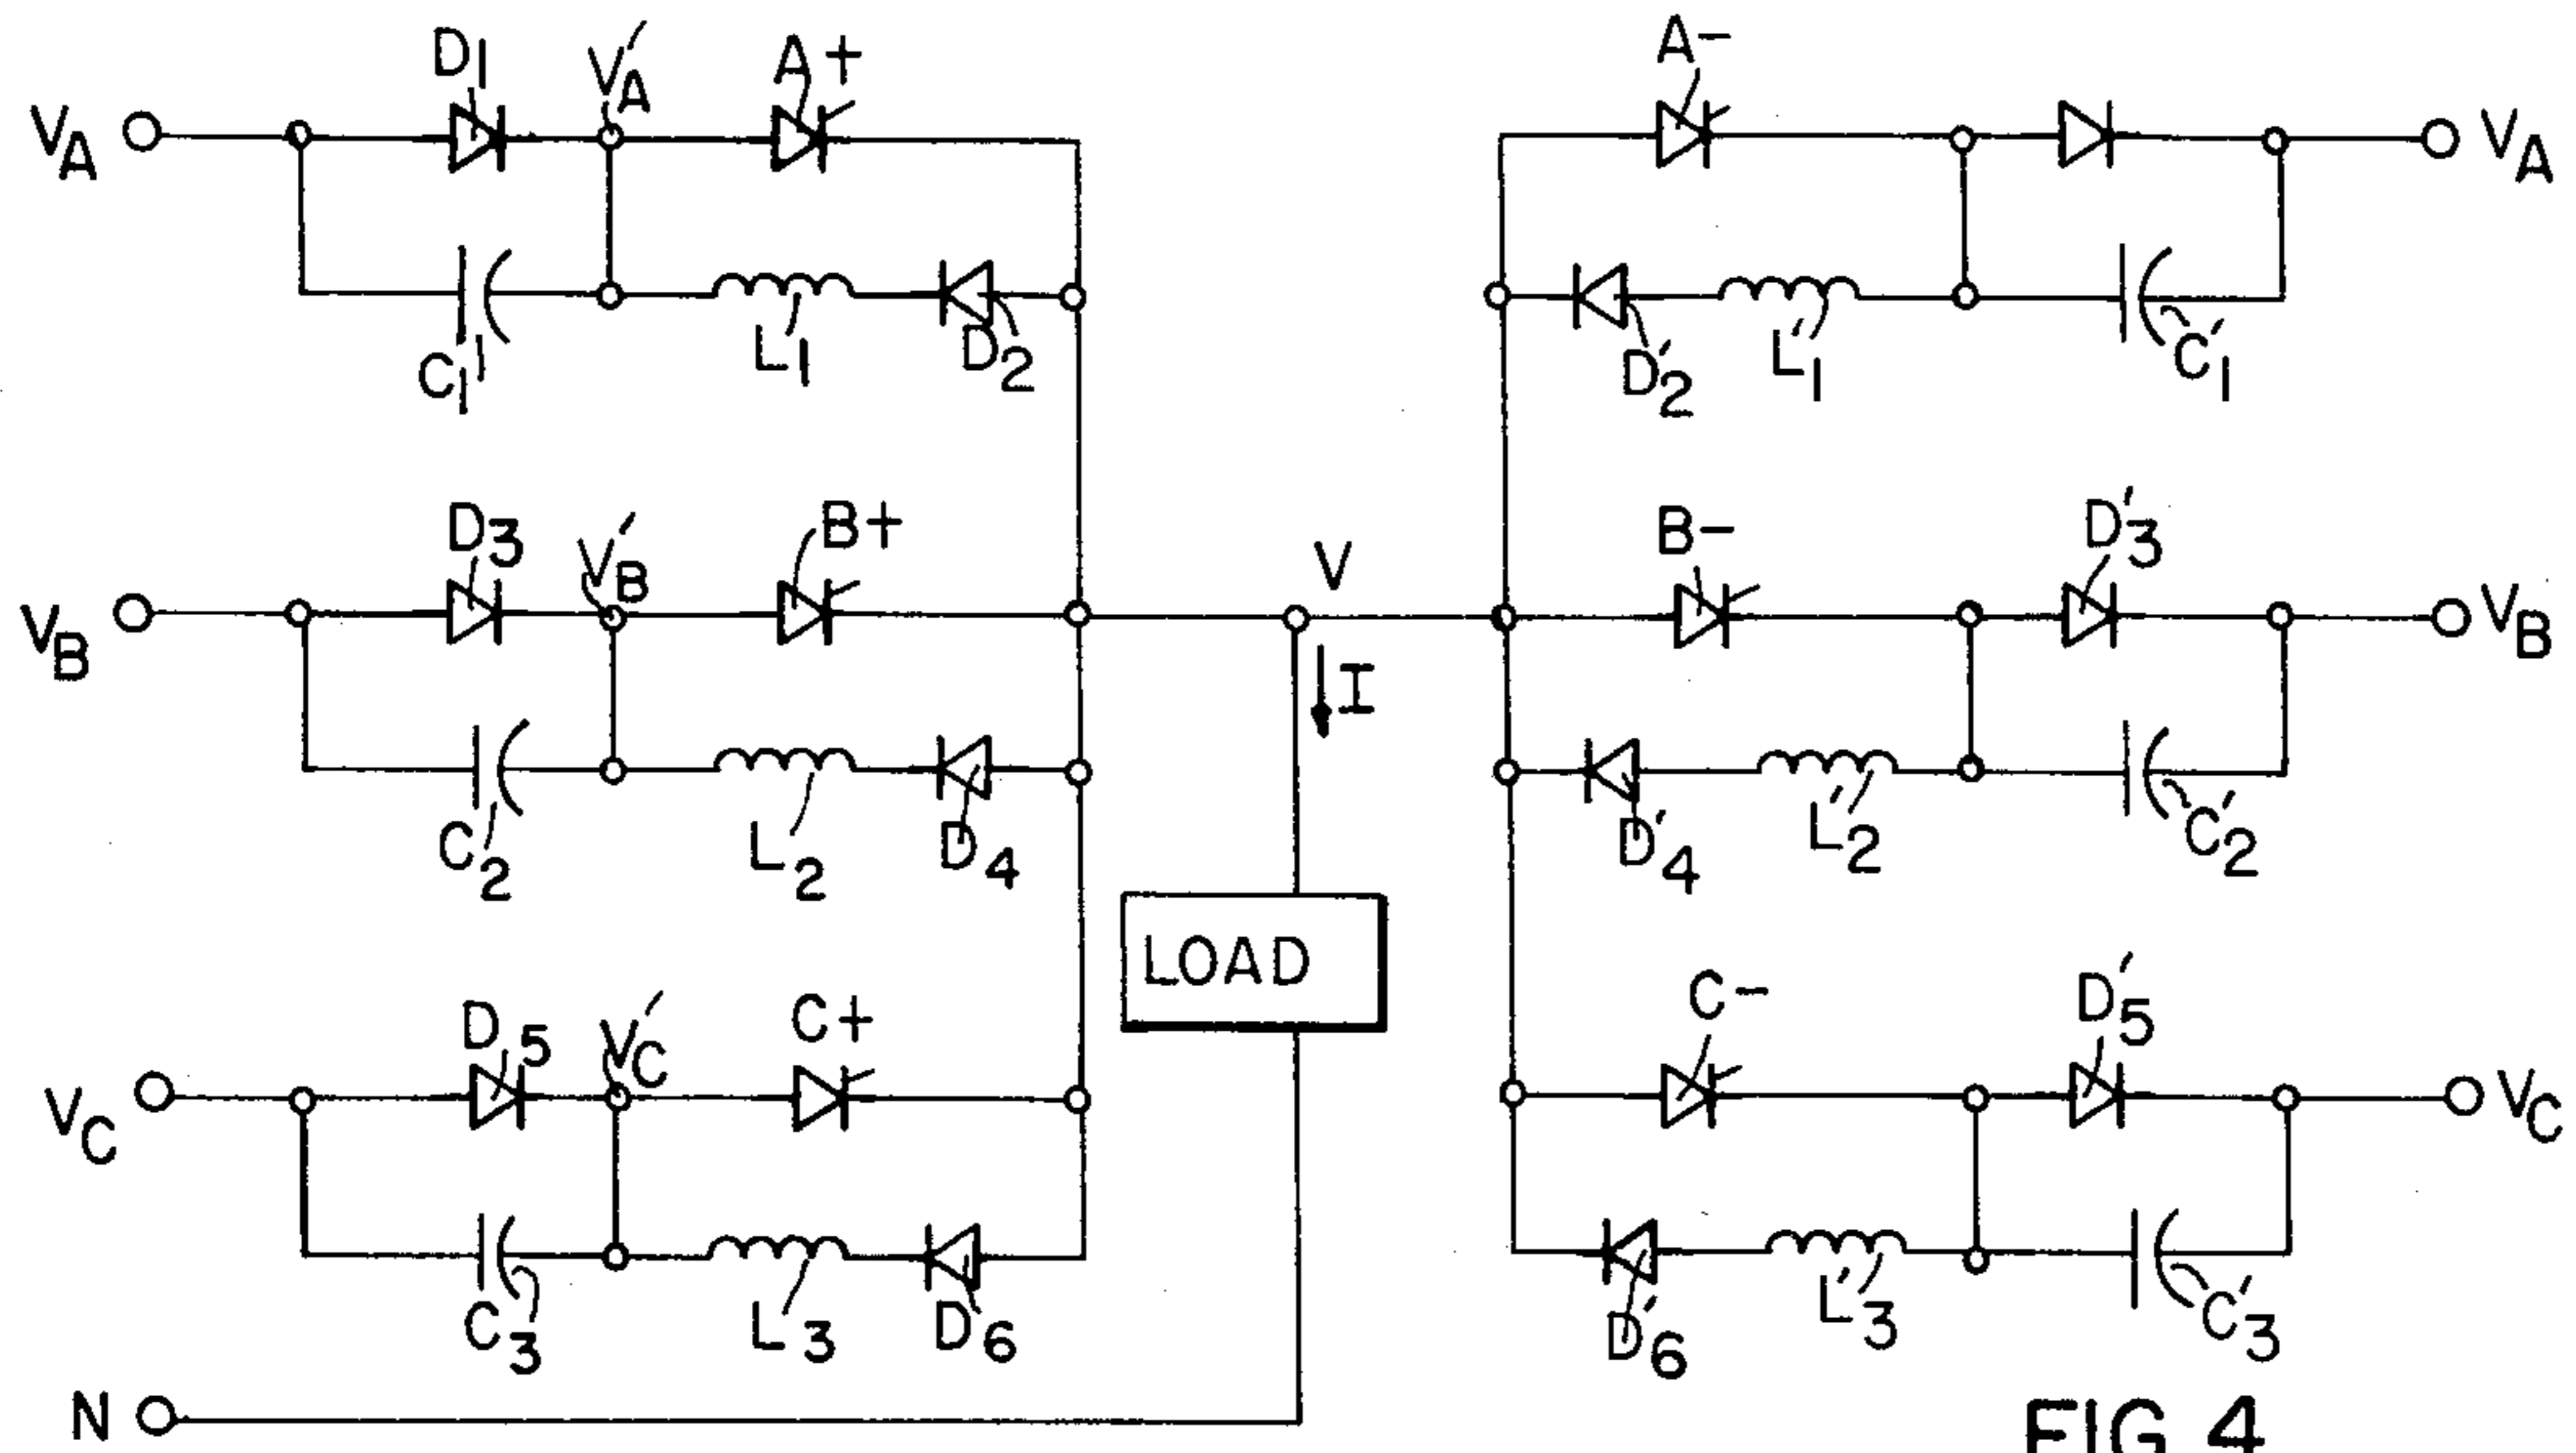 D1 V'A A+ A-
VA VA
C1 L1 D2 D'2 L'1 C'1
D3 V'B B+ V B- D'3
VB VB
I
C2 L2 D4 D'4 L'2 C'2
LOAD
D5 V'C C+ C- D'5
VC VC
C3 L3 D6 D'6 L'3 C'3
N
FIG 4